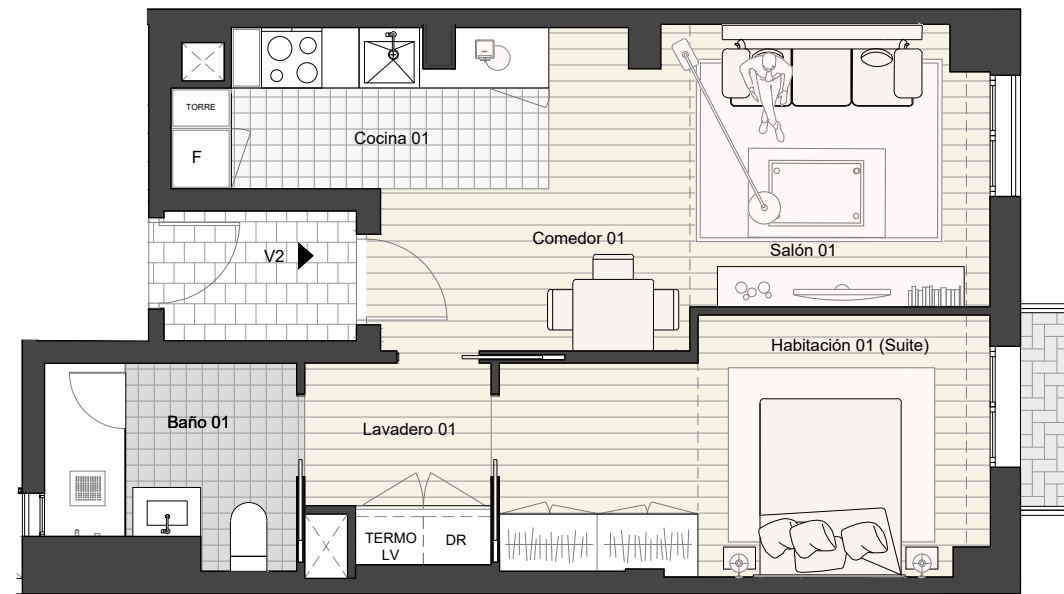 TORRE
F
Cocina 01
V2
Comedor 01
Salón 01
Habitación 01 (Suite)
Baño 01
Lavadero 01
TERMO
LV
DR